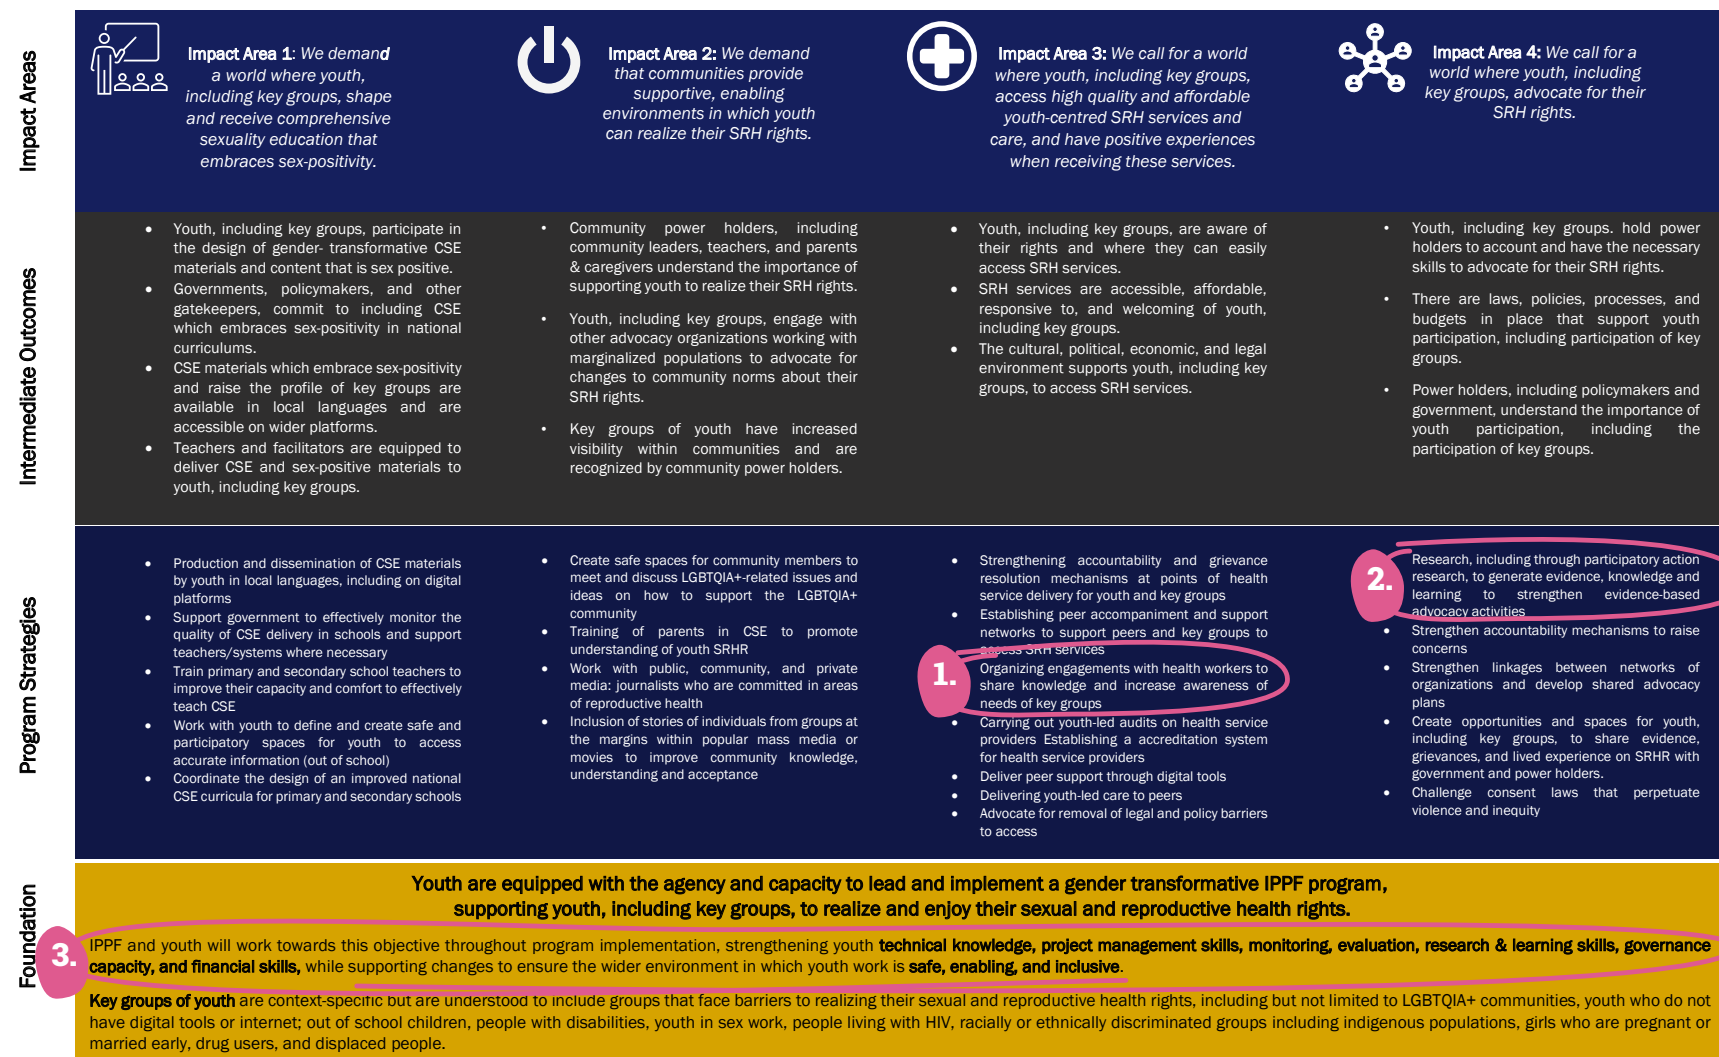 Impact Areas
Impact Area 1: We demand
a world where youth,
including key groups, shape
and receive comprehensive
sexuality education that
embraces sex-positivity.
Impact Area 2: We demand
that communities provide
supportive, enabling
environments in which youth
can realize their SRH rights.
Impact Area 3: We call for a world
where youth, including key groups,
access high quality and affordable
youth-centred SRH services and
care, and have positive experiences
when receiving these services.
Impact Area 4: We call for a
world where youth, including
key groups, advocate for their
SRH rights.
Intermediate Outcomes
• Youth, including key groups, participate in
the design of gender- transformative CSE
materials and content that is sex positive.
• Governments, policymakers, and other
gatekeepers, commit to including CSE
which embraces sex-positivity in national
curriculums.
• CSE materials which embrace sex-positivity
and raise the profile of key groups are
available in local languages and are
accessible on wider platforms.
• Teachers and facilitators are equipped to
deliver CSE and sex-positive materials to
youth, including key groups.
• Community power holders, including
community leaders, teachers, and parents
& caregivers understand the importance of
supporting youth to realize their SRH rights.
• Youth, including key groups, engage with
other advocacy organizations working with
marginalized populations to advocate for
changes to community norms about their
SRH rights.
• Key groups of youth have increased
visibility within communities and are
recognized by community power holders.
• Youth, including key groups, are aware of
their rights and where they can easily
access SRH services.
• SRH services are accessible, affordable,
responsive to, and welcoming of youth,
including key groups.
• The cultural, political, economic, and legal
environment supports youth, including key
groups, to access SRH services.
• Youth, including key groups. hold power
holders to account and have the necessary
skills to advocate for their SRH rights.
• There are laws, policies, processes, and
budgets in place that support youth
participation, including participation of key
groups.
• Power holders, including policymakers and
government, understand the importance of
youth participation, including the
participation of key groups.
Program Strategies
• Production and dissemination of CSE materials
by youth in local languages, including on digital
platforms
• Support government to effectively monitor the
quality of CSE delivery in schools and support
teachers/systems where necessary
• Train primary and secondary school teachers to
improve their capacity and comfort to effectively
teach CSE
• Work with youth to define and create safe and
participatory spaces for youth to access
accurate information (out of school)
• Coordinate the design of an improved national
CSE curricula for primary and secondary schools
• Create safe spaces for community members to
meet and discuss LGBTQIA+-related issues and
ideas on how to support the LGBTQIA+
community
• Training of parents in CSE to promote
understanding of youth SRHR
• Work with public, community, and private
media: journalists who are committed in areas
of reproductive health
• Inclusion of stories of individuals from groups at
the margins within popular mass media or
movies to improve community knowledge,
understanding and acceptance
• Strengthening accountability and grievance
resolution mechanisms at points of health
service delivery for youth and key groups
• Establishing peer accompaniment and support
networks to support peers and key groups to
access SRH services
1.
Organizing engagements with health workers to
share knowledge and increase awareness of
needs of key groups
• Carrying out youth-led audits on health service
providers Establishing a accreditation system
for health service providers
• Deliver peer support through digital tools
• Delivering youth-led care to peers
• Advocate for removal of legal and policy barriers
to access
2.
Research, including through participatory action
research, to generate evidence, knowledge and
learning to strengthen evidence-based
advocacy activities
• Strengthen accountability mechanisms to raise
concerns
• Strengthen linkages between networks of
organizations and develop shared advocacy
plans
• Create opportunities and spaces for youth,
including key groups, to share evidence,
grievances, and lived experience on SRHR with
government and power holders.
• Challenge consent laws that perpetuate
violence and inequity
Foundation
Youth are equipped with the agency and capacity to lead and implement a gender transformative IPPF program,
supporting youth, including key groups, to realize and enjoy their sexual and reproductive health rights.
3.
IPPF and youth will work towards this objective throughout program implementation, strengthening youth technical knowledge, project management skills, monitoring, evaluation, research & learning skills, governance
capacity, and financial skills, while supporting changes to ensure the wider environment in which youth work is safe, enabling, and inclusive.
Key groups of youth are context-specific but are understood to include groups that face barriers to realizing their sexual and reproductive health rights, including but not limited to LGBTQIA+ communities, youth who do not
have digital tools or internet; out of school children, people with disabilities, youth in sex work, people living with HIV, racially or ethnically discriminated groups including indigenous populations, girls who are pregnant or
married early, drug users, and displaced people.